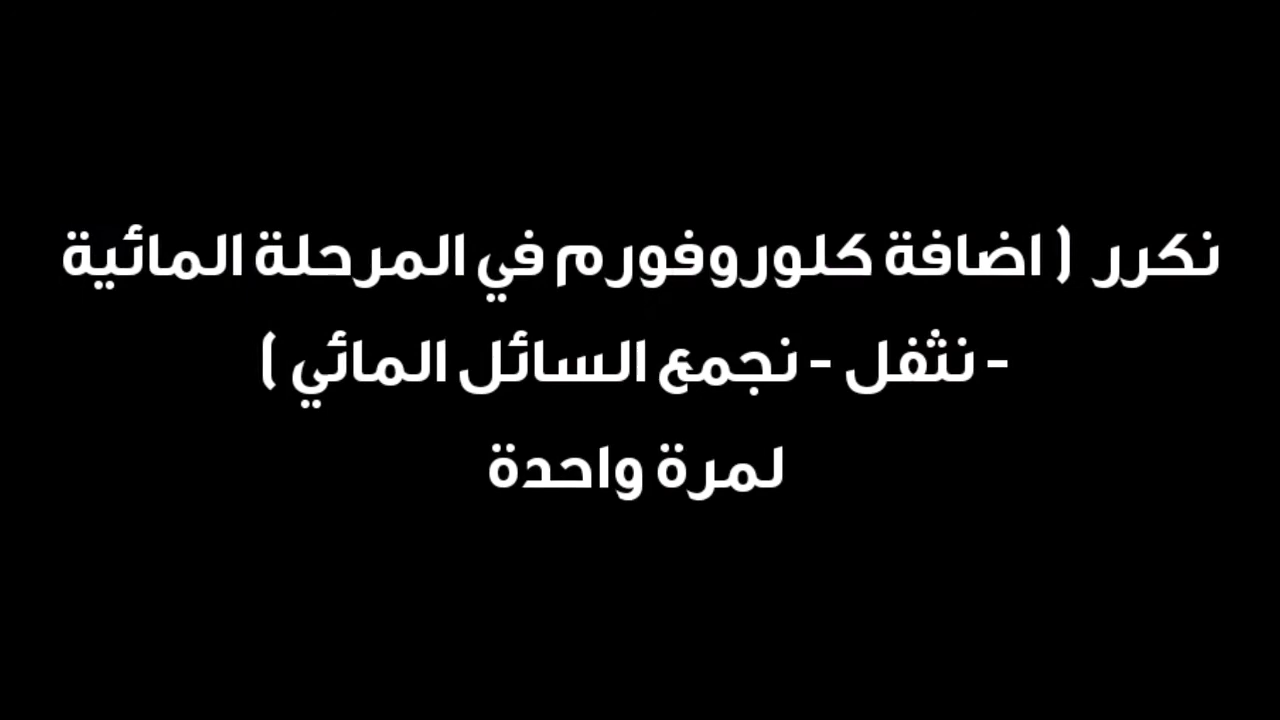 نكرر ( اضافة كلوروفورم في المرحلة المائية
- نثفل - نجمع السائل المائي )
لمرة واحدة